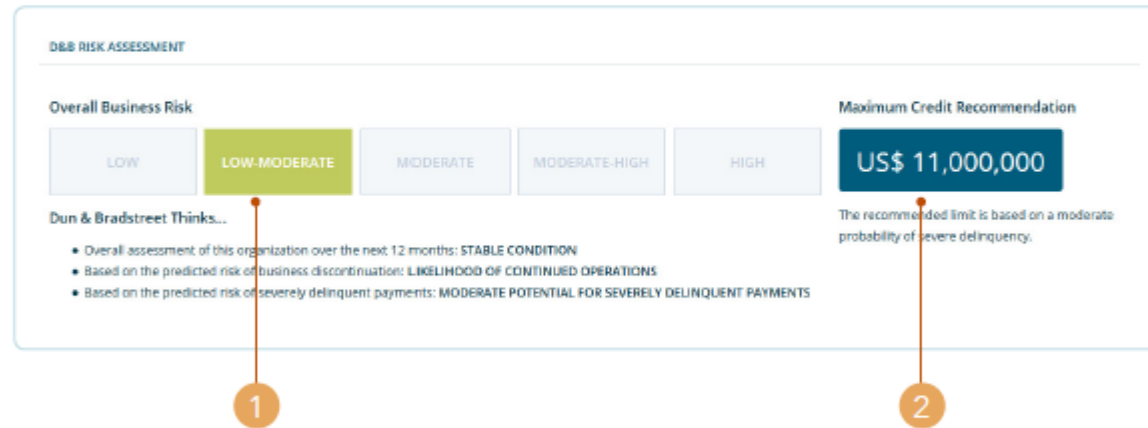 D&B RISK ASSESSMENT
Overall Business Risk
Maximum Credit Recommendation
LOW
LOW-MODERATE
MODERATE
MODERATE-HIGH
HIGH
US$ 11,000,000
Dun & Bradstreet Thinks...
The recommended limit is based on a moderate
probability of severe delinquency.
• Overall assessment of this organization over the next 12 months: STABLE CONDITION
• Based on the predicted risk of business discontinuation: LIKELIHOOD OF CONTINUED OPERATIONS
• Based on the predicted risk of severely delinquent payments: MODERATE POTENTIAL FOR SEVERELY DELINQUENT PAYMENTS
1
2